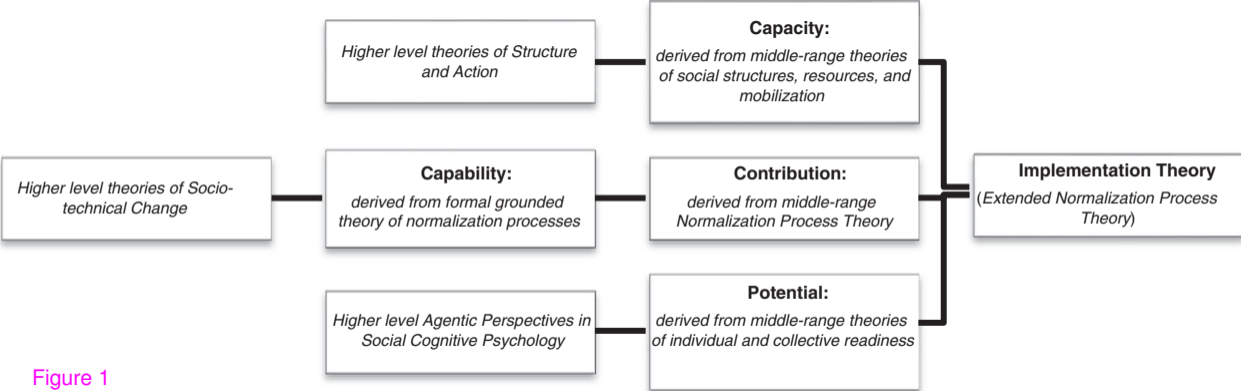 Higher level theories of Structure
and Action
Capacity:
derived from middle-range theories
of social structures, resources, and
mobilization
Higher level theories of Socio-
technical Change
Capability:
derived from formal grounded
theory of normalization processes
Contribution:
derived from middle-range
Normalization Process Theory
Implementation Theory
(Extended Normalization Process
Theory)
Higher level Agentic Perspectives in
Social Cognitive Psychology
Potential:
derived from middle-range theories
of individual and collective readiness
Figure 1